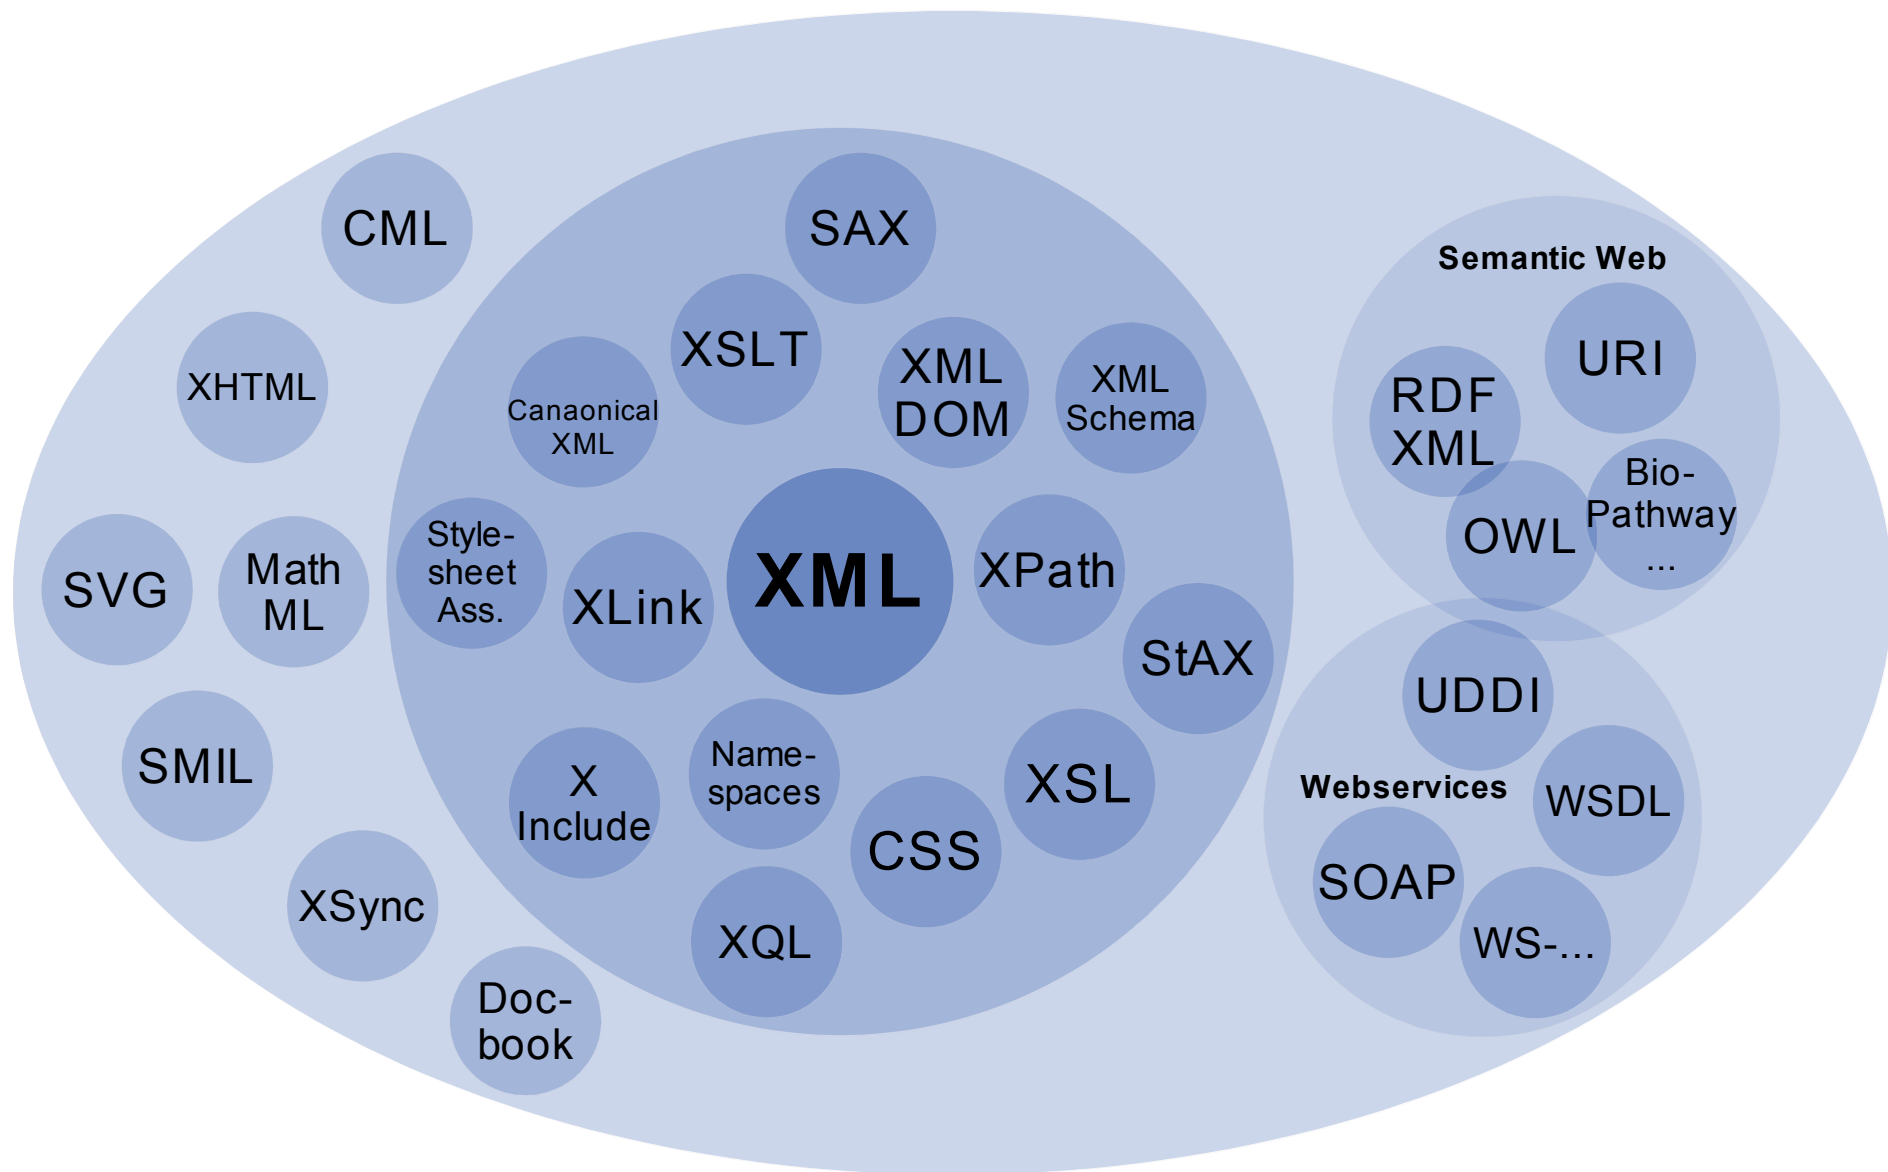 CML
XHTML
SVG
Math
ML
SMIL
XSync
Doc-
book
SAX
XSLT
XML
DOM
XML
Schema
Canaonical
XML
Style-
sheet
Ass.
XLink
XML
XPath
StAX
X
Include
Name-
spaces
CSS
XSL
XQL
Semantic Web
URI
RDF
XML
OWL
Bio-
Pathway
...
UDDI
Webservices
WSDL
SOAP
WS-...